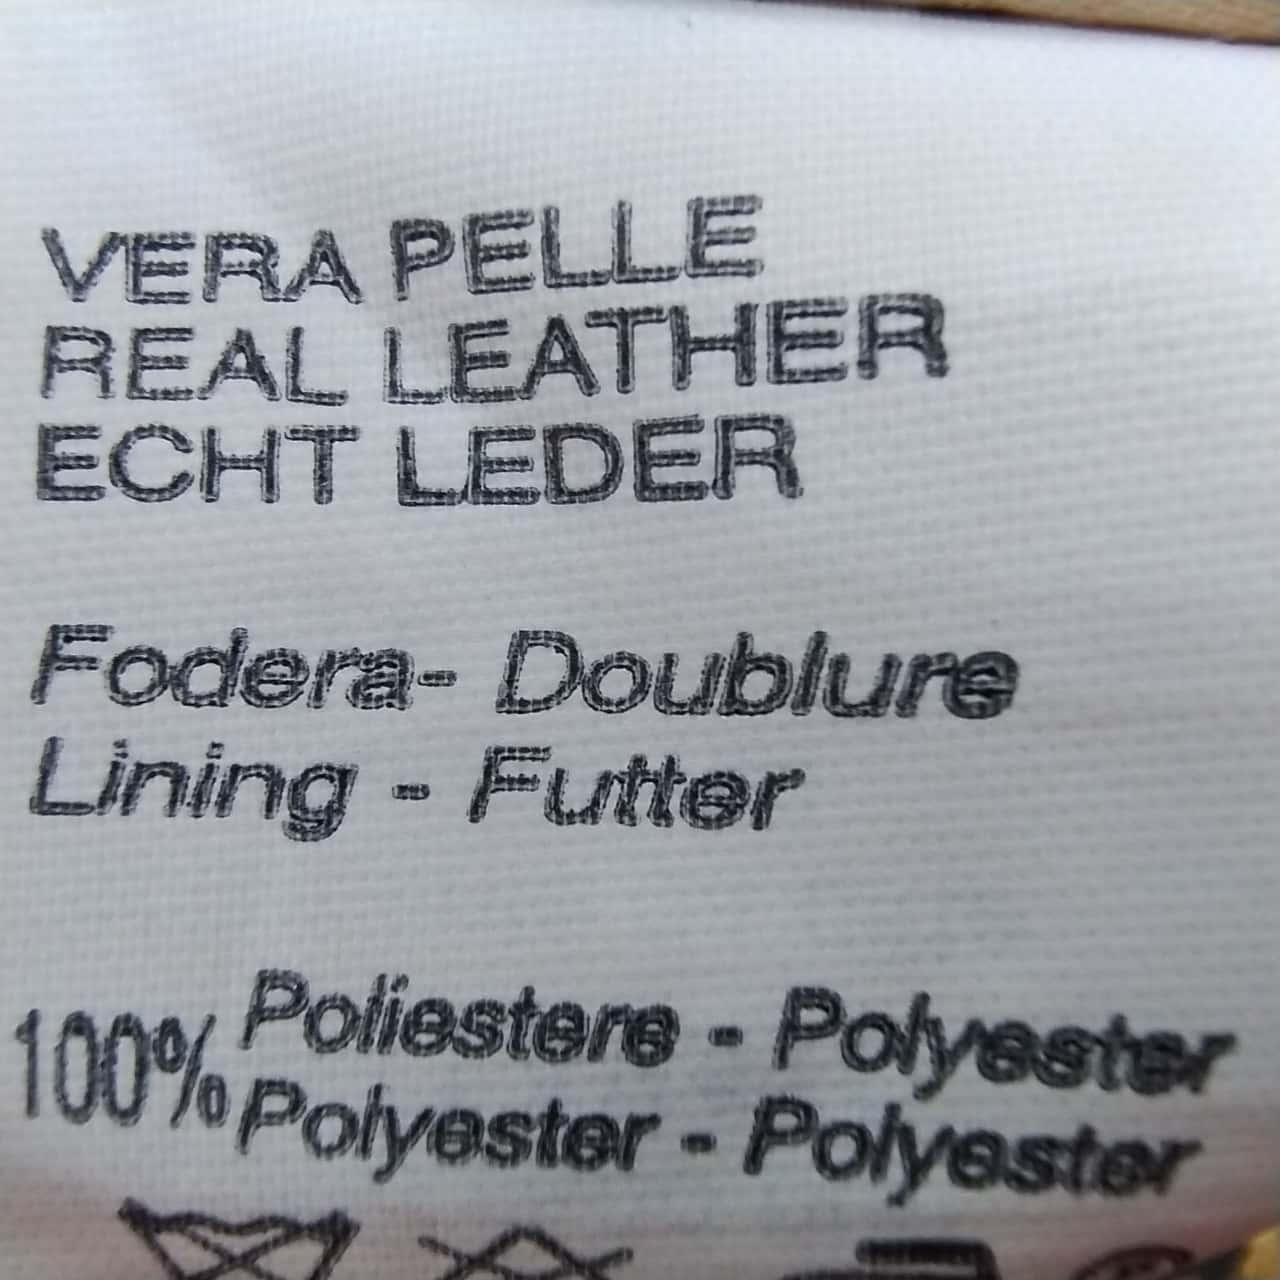 VERA PELLE
REAL LEATHER
ECHT LEDER
Fodera- Doublure
Lining - Futter
100% Poliestere - Polyester
Polyester - Polyester